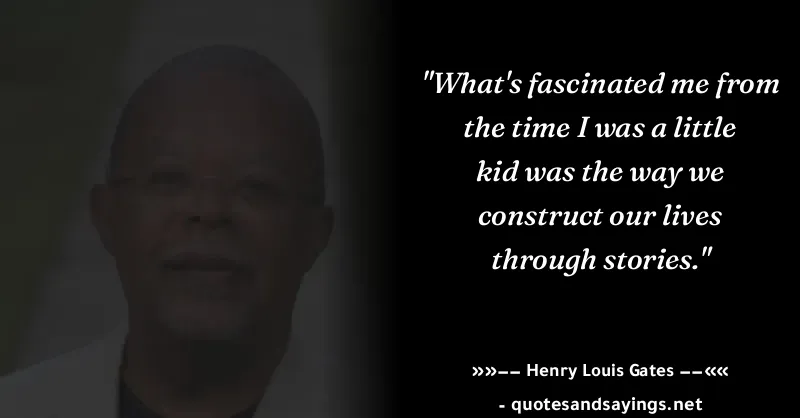 "What's fascinated me from
the time I was a little
kid was the way we
construct our lives
through stories."
»»–– Henry Louis Gates ––««
- quotesandsayings.net